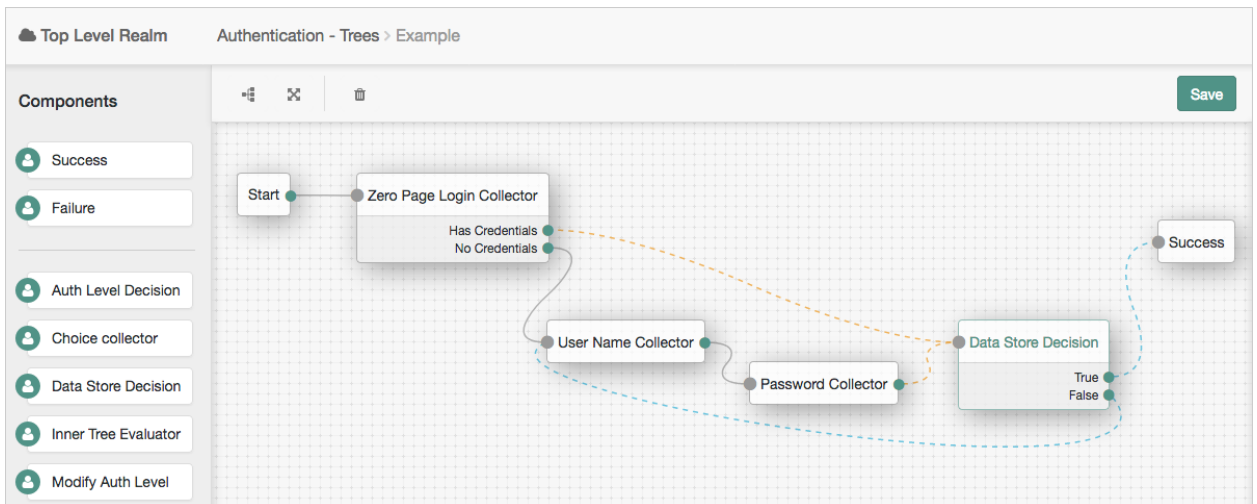 Top Level Realm
Authentication - Trees > Example
Components
Save
Success
Failure
Auth Level Decision
Choice collector
Data Store Decision
Inner Tree Evaluator
Modify Auth Level
Start
Zero Page Login Collector
Has Credentials
No Credentials
User Name Collector
Password Collector
Data Store Decision
True
False
Success